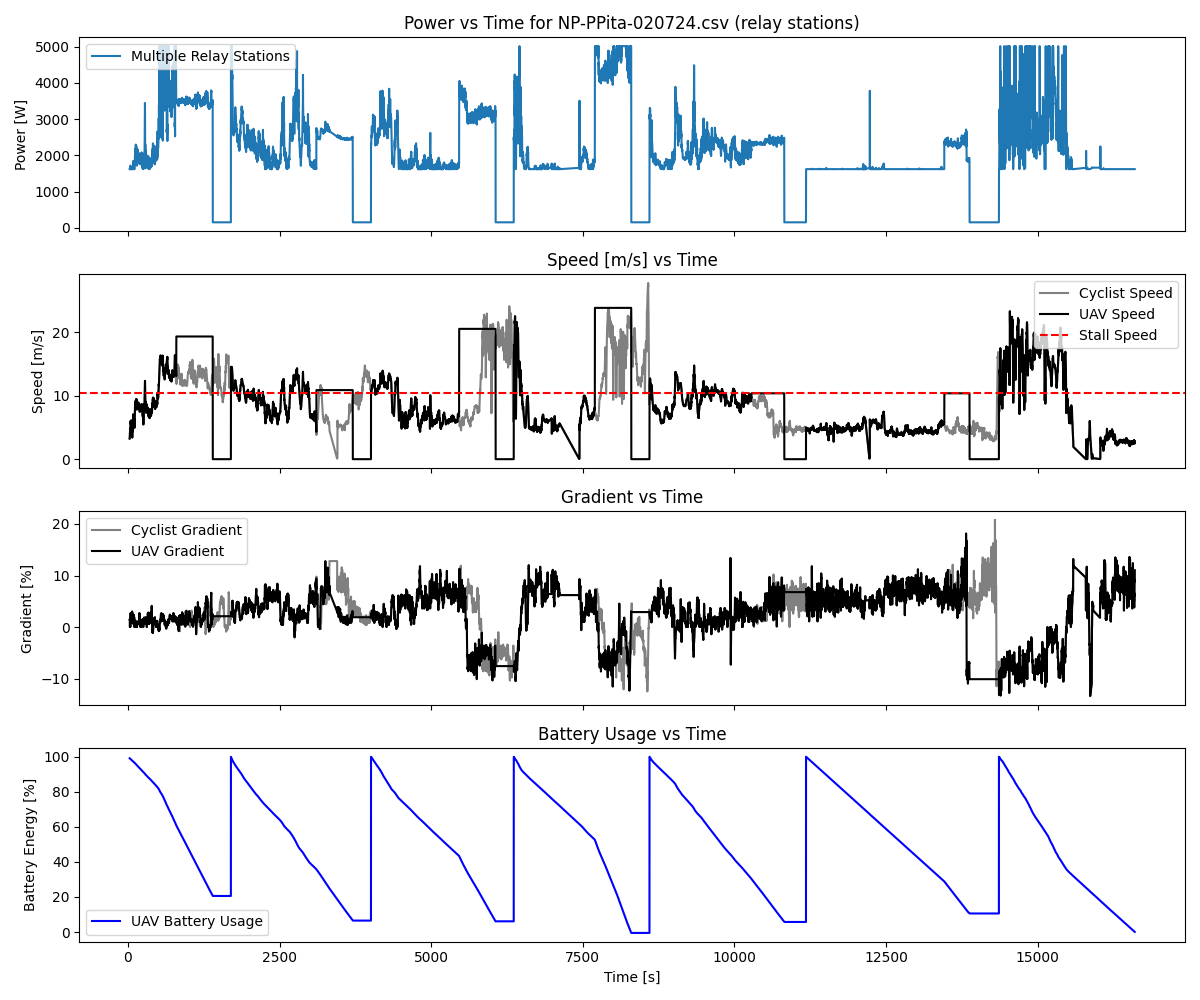 Power vs Time for NP-PPita-020724.csv (relay stations)
Multiple Relay Stations
Power [W]
5000
4000
3000
2000
1000
0
Speed [m/s] vs Time
Cyclist Speed
UAV Speed
Stall Speed
Speed [m/s]
20
10
0
Gradient vs Time
Cyclist Gradient
UAV Gradient
Gradient [%]
20
10
0
−10
Battery Usage vs Time
UAV Battery Usage
Battery Energy [%]
100
80
60
40
20
0
0 2500 5000 7500 10000 12500 15000
Time [s]